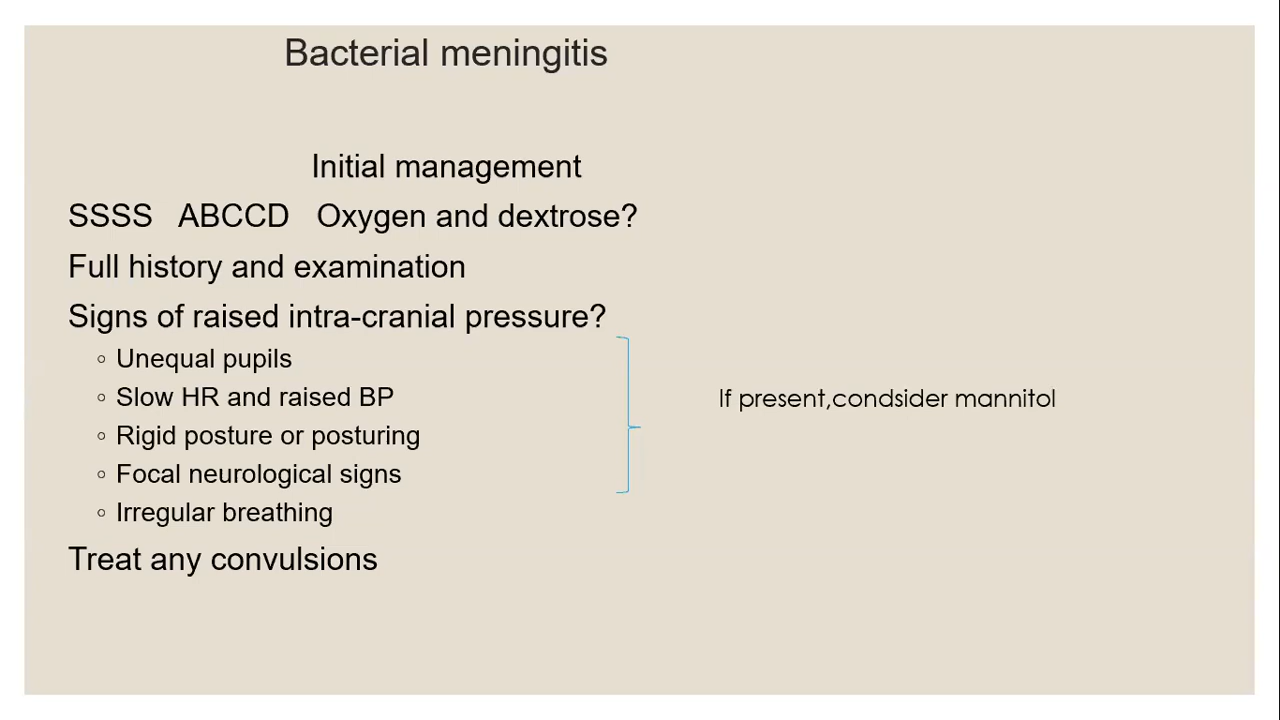 Bacterial meningitis
Initial management
SSSS ABCCD Oxygen and dextrose?
Full history and examination
Signs of raised intra-cranial pressure?
◦ Unequal pupils
◦ Slow HR and raised BP
◦ Rigid posture or posturing
◦ Focal neurological signs
◦ Irregular breathing
If present,condsider mannitol
Treat any convulsions